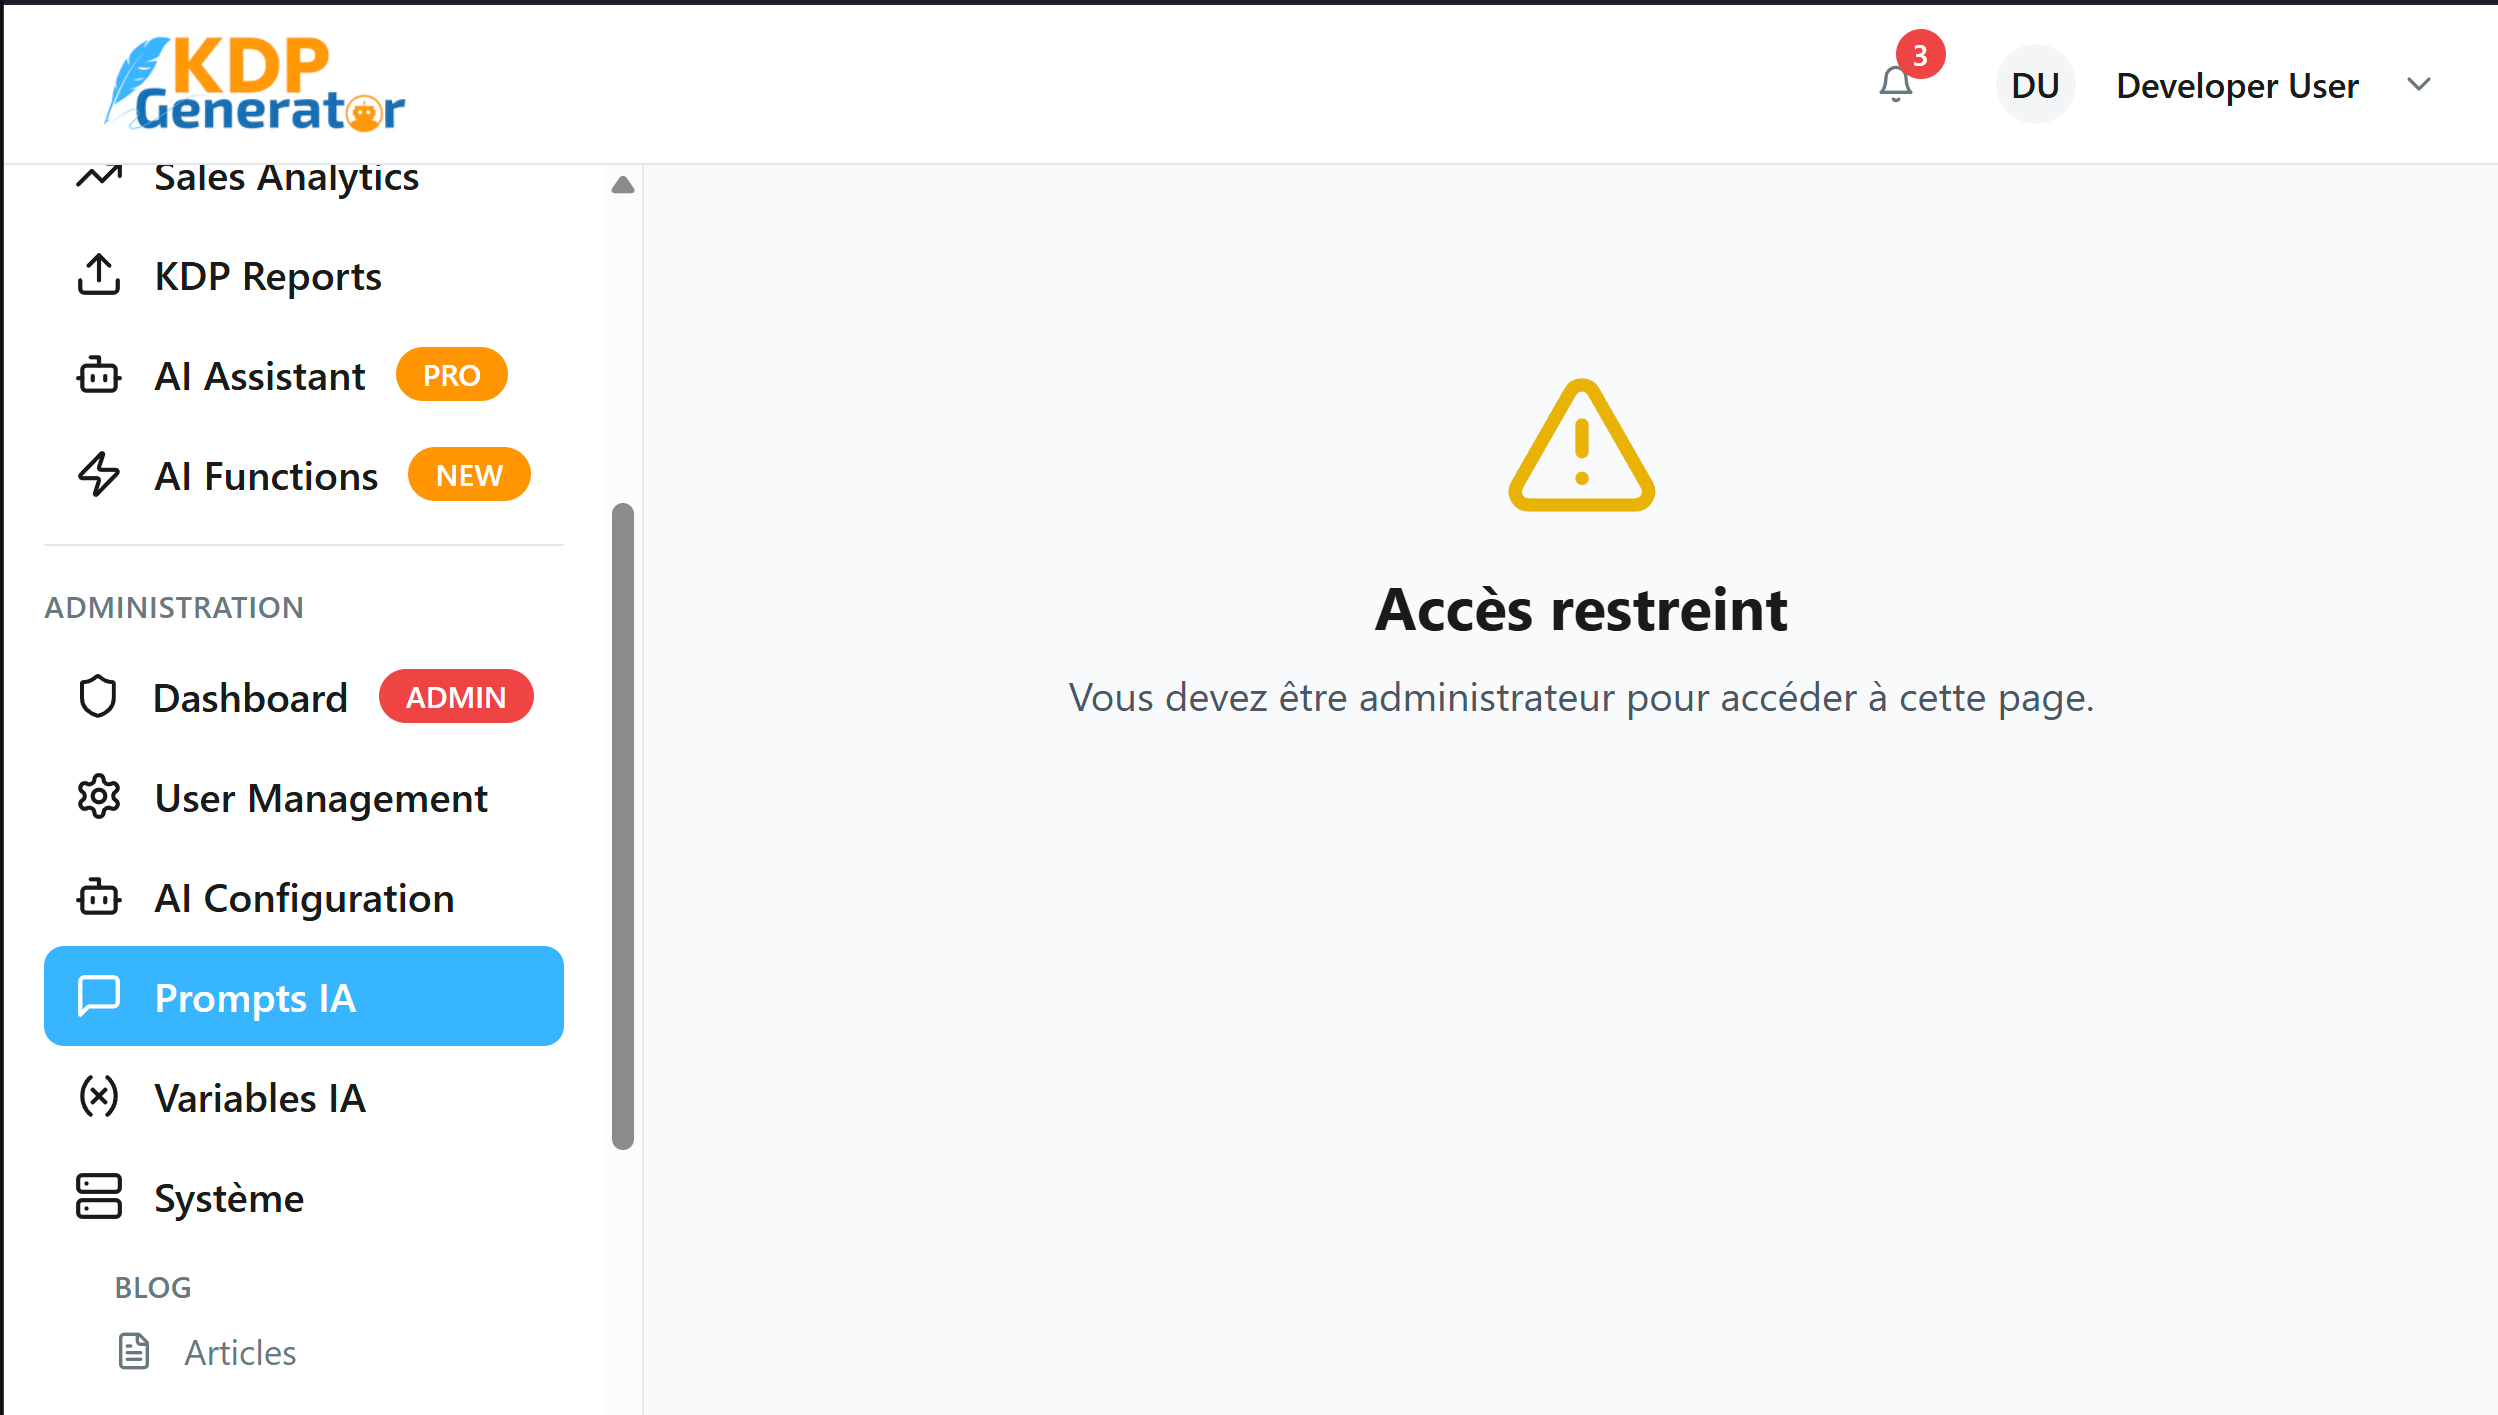 KDP
Generator
3
DU
Developer User
Sales Analytics
KDP Reports
AI Assistant PRO
AI Functions NEW
ADMINISTRATION
Dashboard ADMIN
User Management
AI Configuration
Prompts IA
Variables IA
Système
BLOG
Articles
Accès restreint
Vous devez être administrateur pour accéder à cette page.